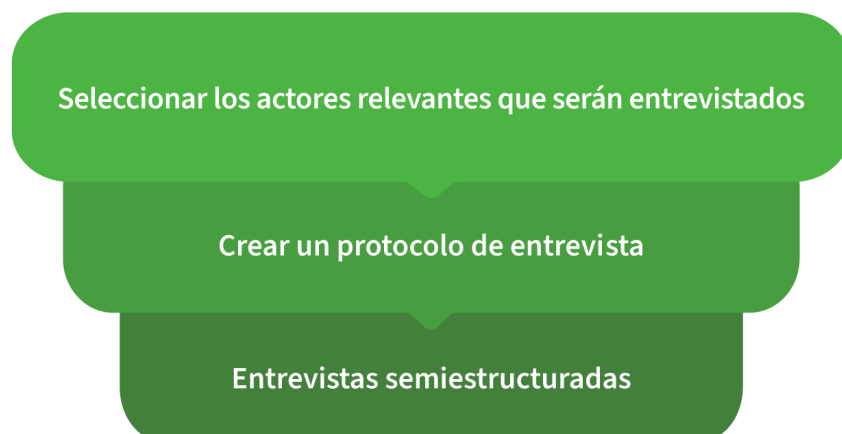 Seleccionar los actores relevantes que serán entrevistados
Crear un protocolo de entrevista
Entrevistas semiestructuradas